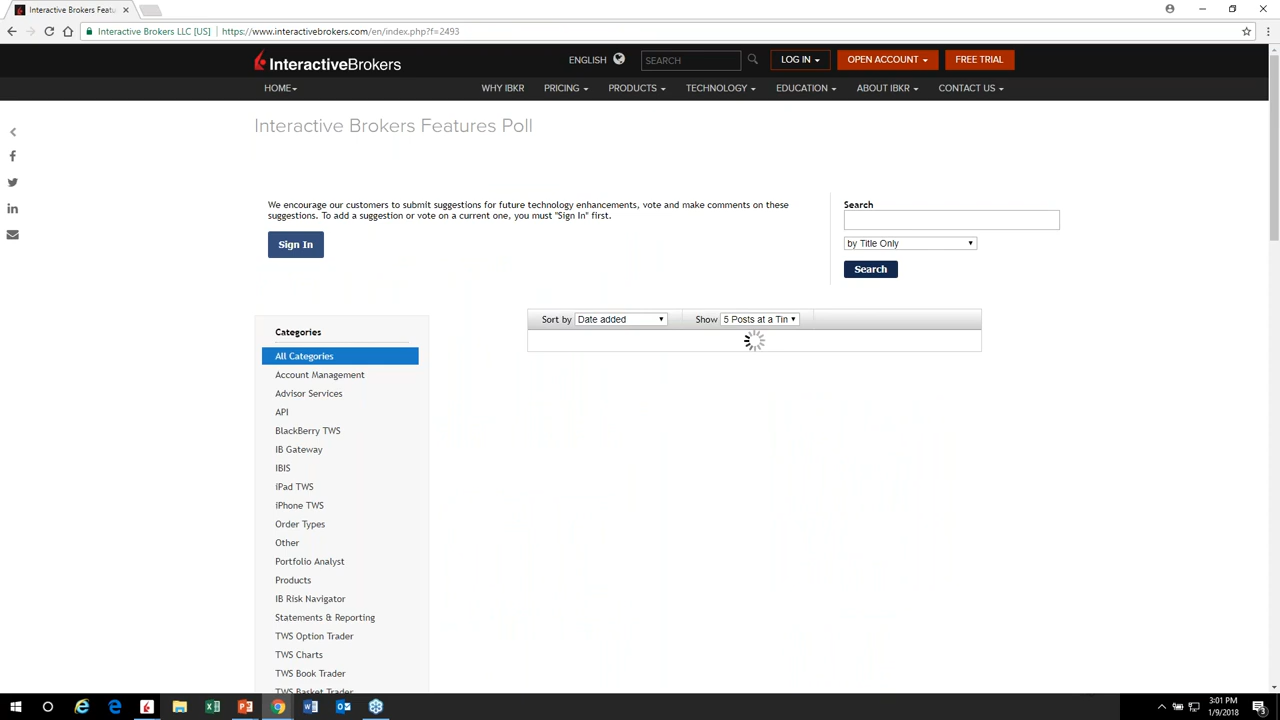 Interactive Brokers Featu
Interactive Brokers LLC [US] https://www.interactivebrokers.com/en/index.php?f=2493
InteractiveBrokers
ENGLISH
SEARCH
LOG IN
OPEN ACCOUNT
FREE TRIAL
HOME
WHY IBKR
PRICING
PRODUCTS
TECHNOLOGY
EDUCATION
ABOUT IBKR
CONTACT US
Interactive Brokers Features Poll
We encourage our customers to submit suggestions for future technology enhancements, vote and make comments on these
suggestions. To add a suggestion or vote on a current one, you must "Sign In" first.
Sign In
Search
by Title Only
Search
Sort by Date added
Show 5 Posts at a Tin
Categories
All Categories
Account Management
Advisor Services
API
BlackBerry TWS
IB Gateway
IBIS
iPad TWS
iPhone TWS
Order Types
Other
Portfolio Analyst
Products
IB Risk Navigator
Statements & Reporting
TWS Option Trader
TWS Charts
TWS Book Trader
TWS Basket Trader
3:01 PM
1/9/2018